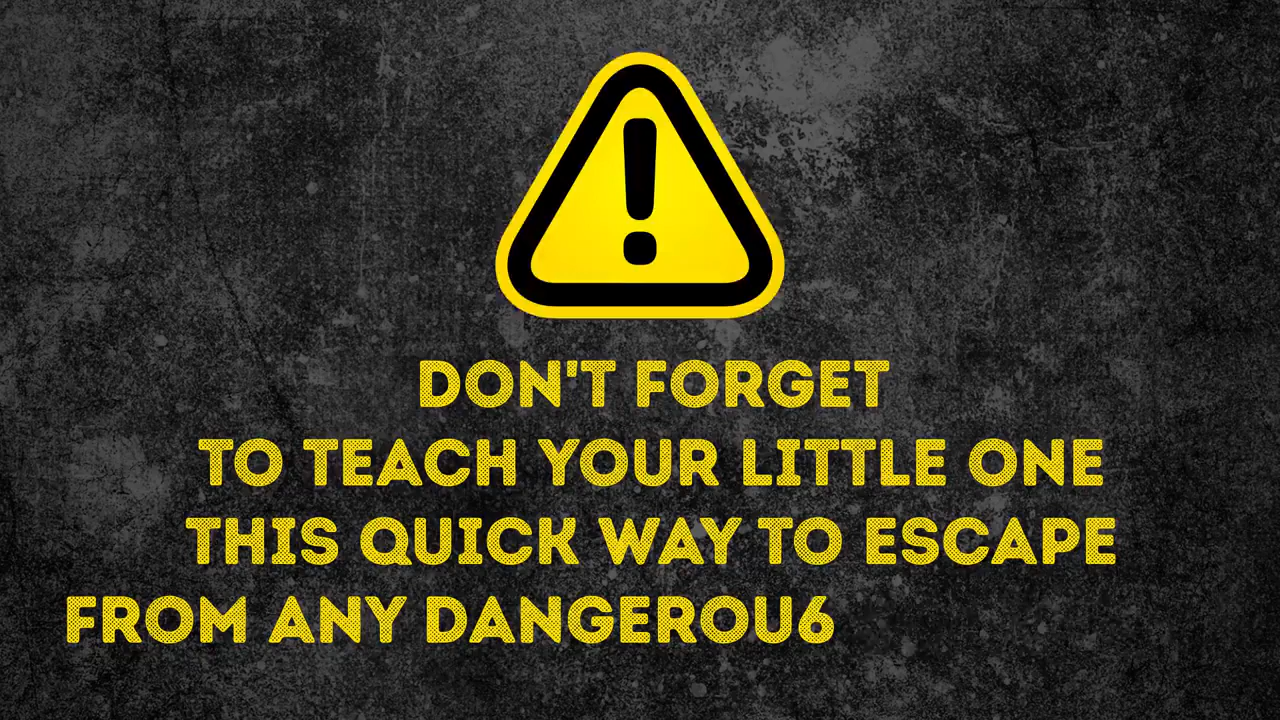 DON'T FORGET
TO TEACH YOUR LITTLE ONE
THIS QUICK WAY TO ESCAPE
FROM ANY DANGEROU6